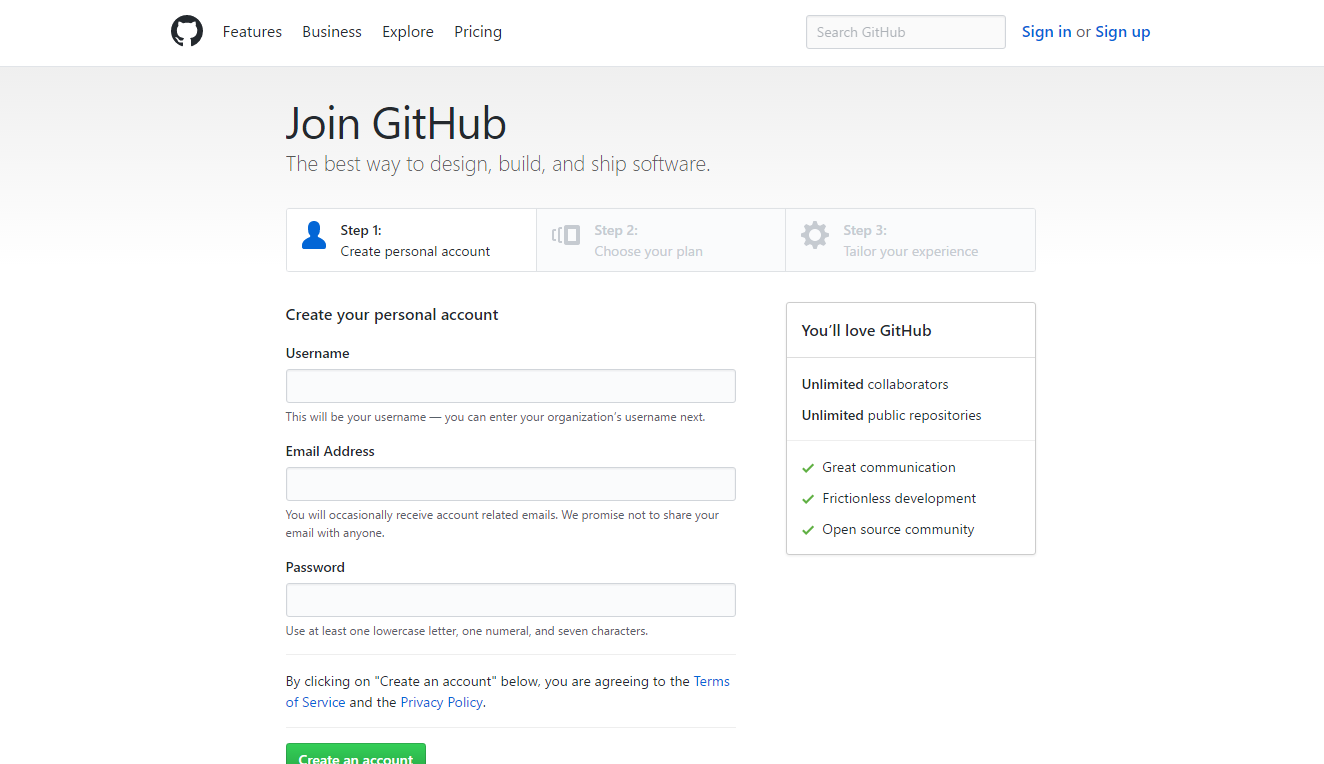 Features Business Explore Pricing Search GitHub Sign in or Sign up
Join GitHub
The best way to design, build, and ship software.
Step 1:
Create personal account
Step 2:
Choose your plan
Step 3:
Tailor your experience
Create your personal account
Username
This will be your username — you can enter your organization’s username next.
Email Address
You will occasionally receive account related emails. We promise not to share your
email with anyone.
Password
Use at least one lowercase letter, one numeral, and seven characters.
By clicking on "Create an account" below, you are agreeing to the Terms
of Service and the Privacy Policy.
Create an account
You’ll love GitHub
Unlimited collaborators
Unlimited public repositories
Great communication
Frictionless development
Open source community